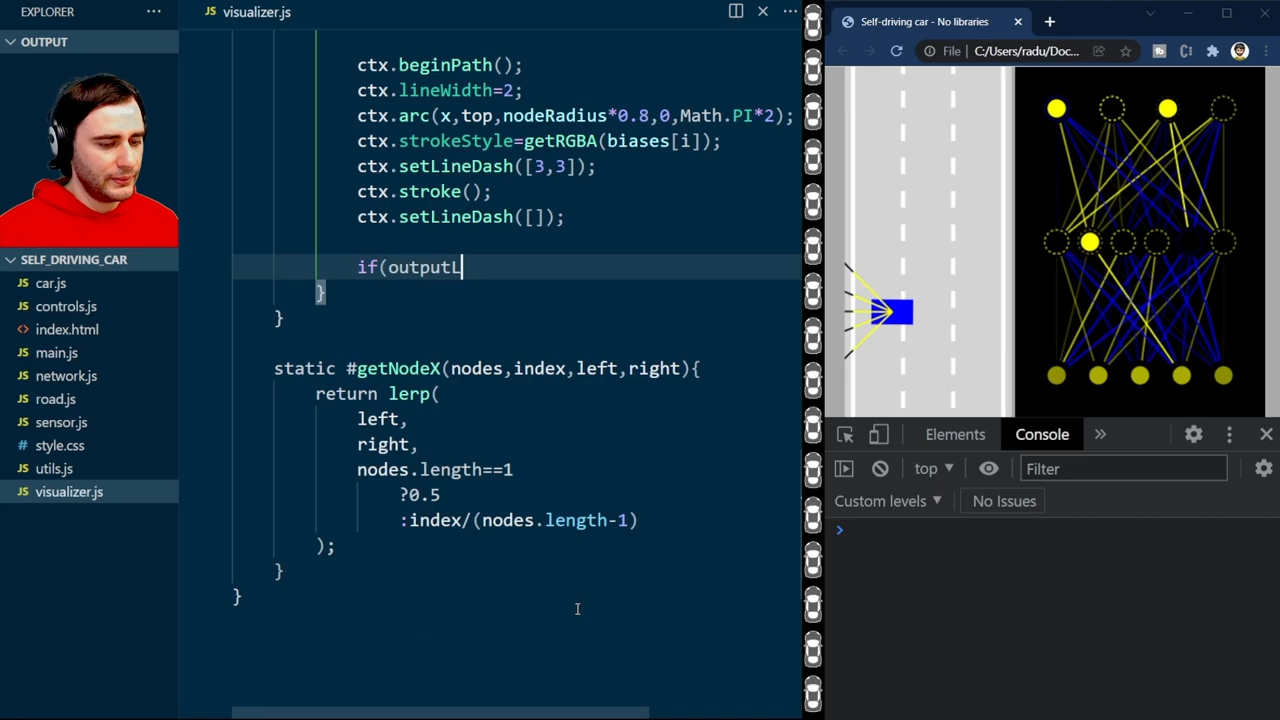 EXPLORER
OUTPUT
SELF_DRIVING_CAR
JS car.js
JS controls.js
<> index.html
JS main.js
JS network.js
JS road.js
JS sensor.js
# style.css
JS utils.js
JS visualizer.js
JS visualizer.js
ctx.beginPath();
ctx.lineWidth=2;
ctx.arc(x,top,nodeRadius*0.8,0,Math.PI*2);
ctx.strokeStyle=getRGBA(biases[i]);
ctx.setLineDash([3,3]);
ctx.stroke();
ctx.setLineDash([]);
if(outputL
}
}
static #getNodeX(nodes,index,left,right){
return lerp(
left,
right,
nodes.length==1
?0.5
:index/(nodes.length-1)
);
}
}
Self-driving car - No libraries
File C:/Users/radu/Doc...
Elements Console
top Filter
Custom levels No Issues